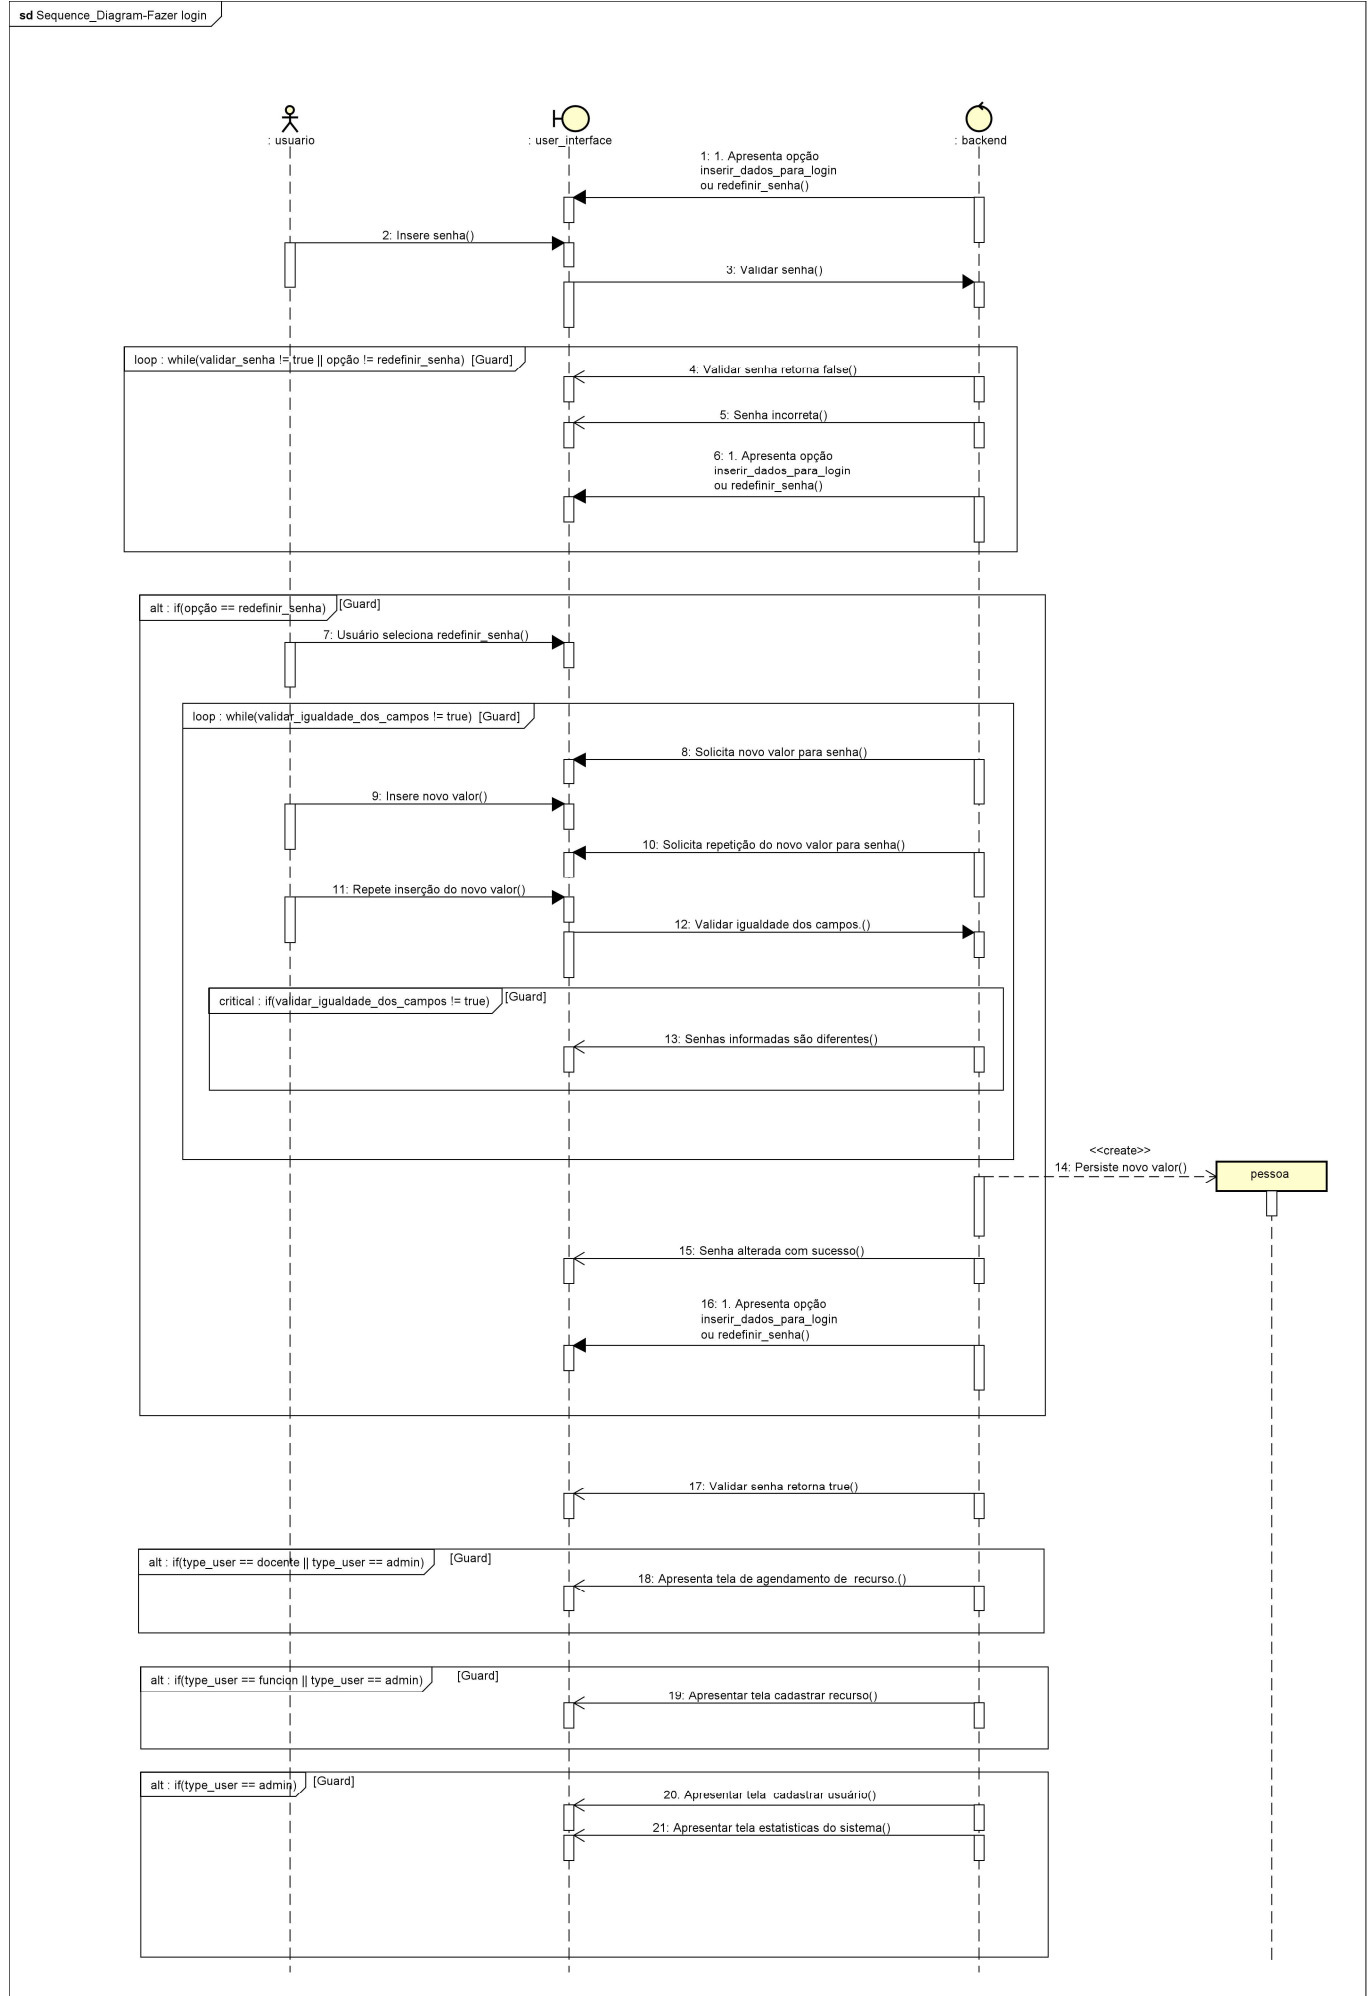 sd Sequence_Diagram-Fazer login
: usuario
: user_interface
: backend
1: 1. Apresenta opção
inserir_dados_para_login
ou redefinir_senha()
2: Insere senha()
3: Validar senha()
loop : while(validar_senha != true || opção != redefinir_senha) [Guard]
4: Validar senha retorna false()
5: Senha incorreta()
6: 1. Apresenta opção
inserir_dados_para_login
ou redefinir_senha()
alt : if(opção == redefinir_senha) [Guard]
7: Usuário seleciona redefinir_senha()
loop : while(validar_igualdade_dos_campos != true) [Guard]
8: Solicita novo valor para senha()
9: Insere novo valor()
10: Solicita repetição do novo valor para senha()
11: Repete inserção do novo valor()
12: Validar igualdade dos campos.()
critical : if(validar_igualdade_dos_campos != true) [Guard]
13: Senhas informadas são diferentes()
<<create>>
14: Persiste novo valor()
pessoa
15: Senha alterada com sucesso()
16: 1. Apresenta opção
inserir_dados_para_login
ou redefinir_senha()
17: Validar senha retorna true()
alt : if(type_user == docente || type_user == admin) [Guard]
18: Apresenta tela de agendamento de recurso.()
alt : if(type_user == funcion || type_user == admin) [Guard]
19: Apresentar tela cadastrar recurso()
alt : if(type_user == admin) [Guard]
20: Apresentar tela cadastrar usuário()
21: Apresentar tela estatisticas do sistema()